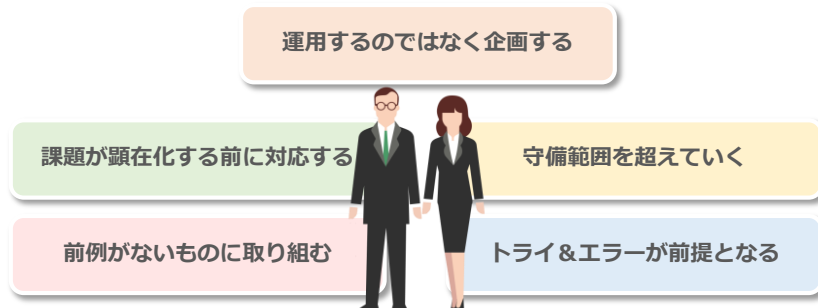 運用するのではなく企画する
課題が顕在化する前に対応する
守備範囲を超えていく
前例がないものに取り組む
トライ＆エラーが前提となる